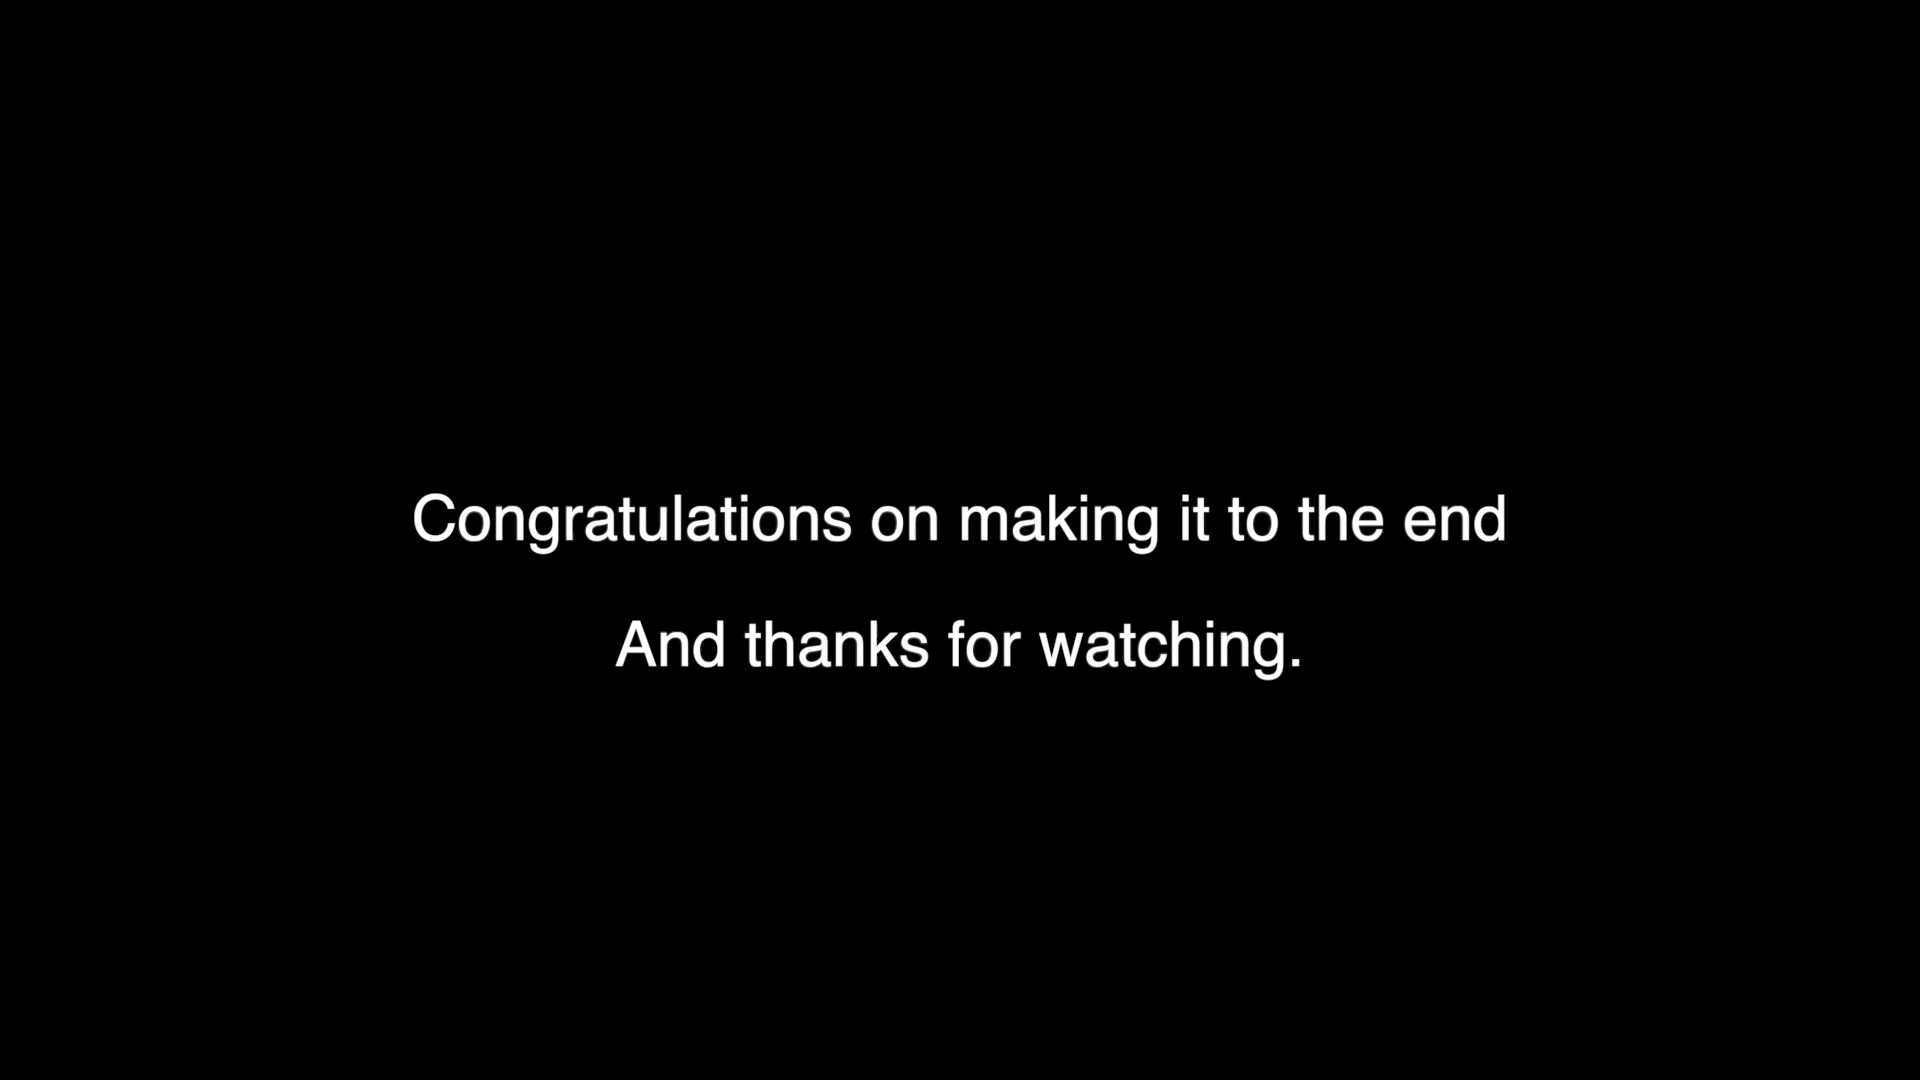 Congratulations on making it to the end
And thanks for watching.